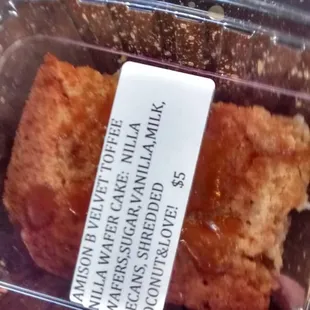 AMISON B VELVET TOFFEE
NILLA WAFER CAKE: NILLA
WAFERS,SUGAR,VANILLA,MILK,
ECANS, SHREDDED
OCONUT&LOVE! $5